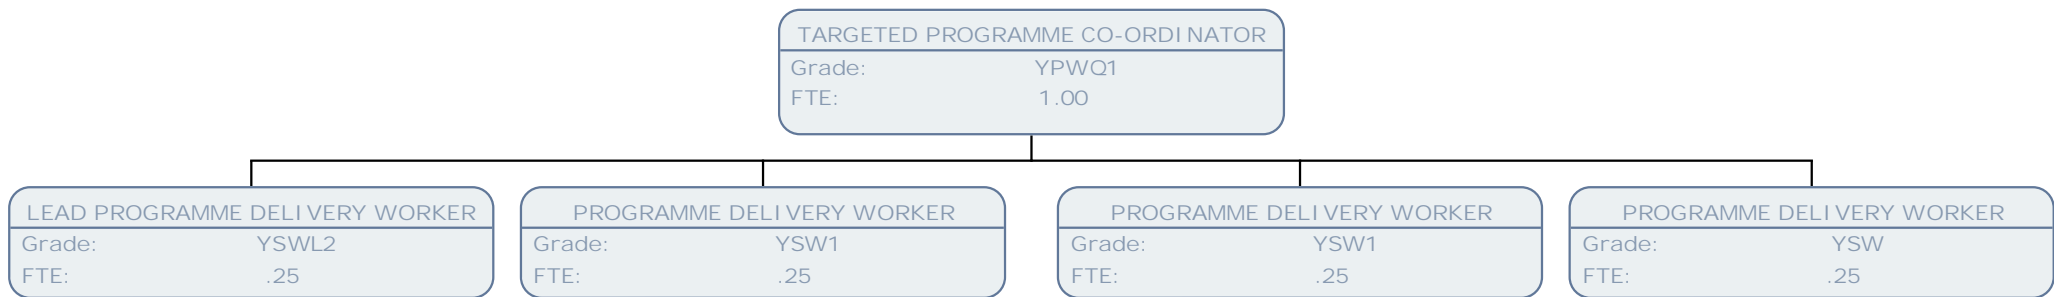 TARGETED PROGRAMME CO-ORDINATOR
Grade: YPWQ1
FTE: 1.00
LEAD PROGRAMME DELIVERY WORKER
Grade: YSWL2
FTE: .25
PROGRAMME DELIVERY WORKER
Grade: YSW1
FTE: .25
PROGRAMME DELIVERY WORKER
Grade: YSW1
FTE: .25
PROGRAMME DELIVERY WORKER
Grade: YSW
FTE: .25